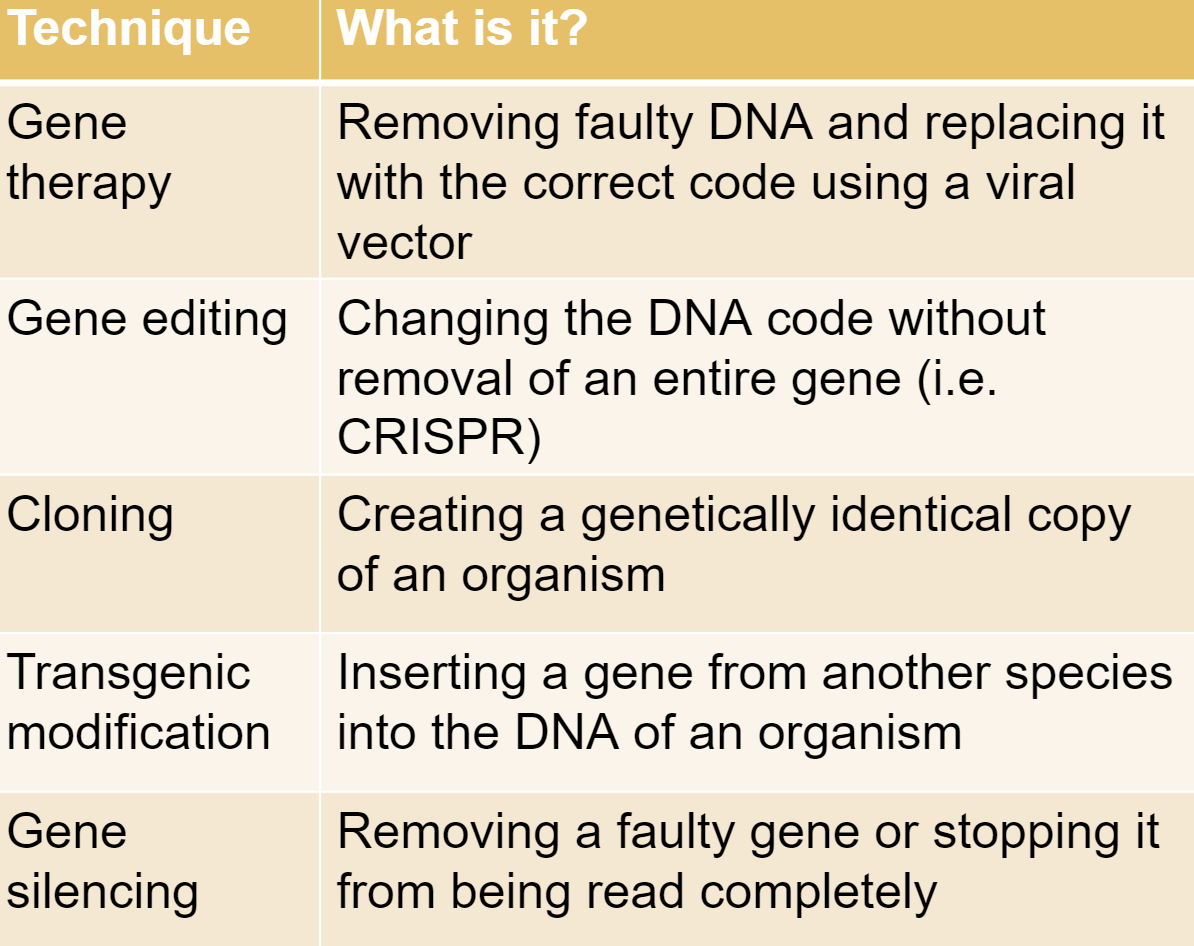 Technique
What is it?
Gene
therapy
Removing faulty DNA and replacing it
with the correct code using a viral
vector
Gene editing
Changing the DNA code without
removal of an entire gene (i.e.
CRISPR)
Cloning
Creating a genetically identical copy
of an organism
Transgenic
modification
Inserting a gene from another species
into the DNA of an organism
Gene
silencing
Removing a faulty gene or stopping it
from being read completely